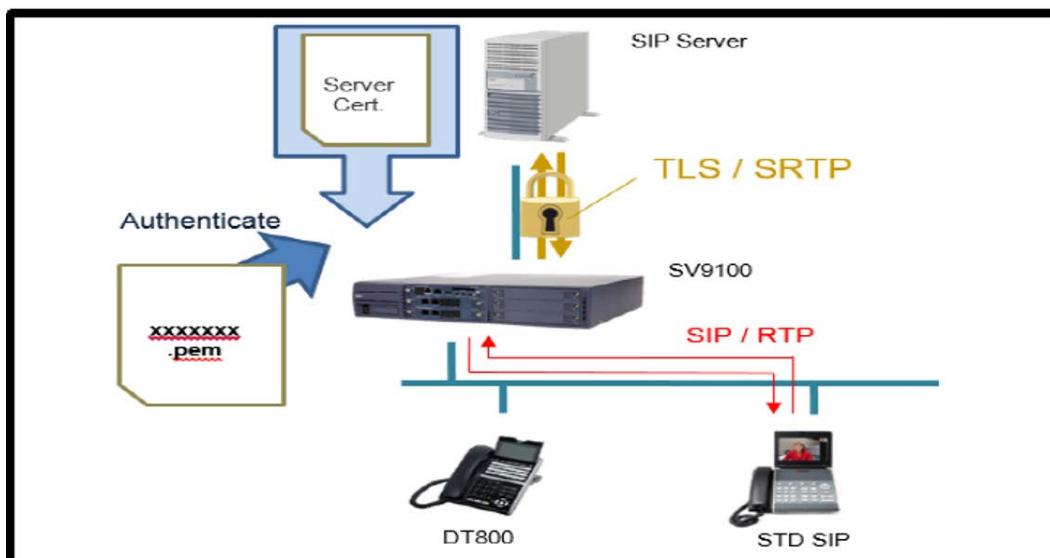 SIP Server
Server
Cert.
TLS / SRTP
Authenticate
SV9100
xxxxxxx
.pem
SIP / RTP
DT800
STD SIP